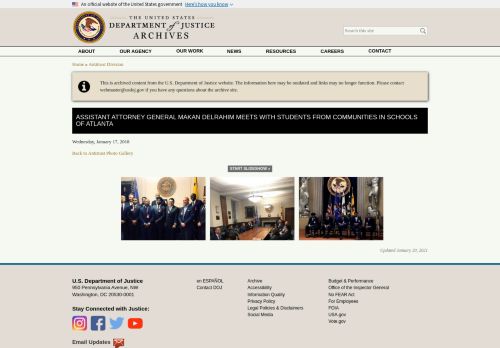 An official website of the United States government
Here's how you know
THE UNITED STATES
DEPARTMENT of JUSTICE
ARCHIVES
Search this site
ABOUT
OUR AGENCY
OUR WORK
NEWS
RESOURCES
CAREERS
CONTACT
Home » Antitrust Division
This is archived content from the U.S. Department of Justice website. The information here may be outdated and links may no longer function. Please contact
webmaster@usdoj.gov if you have any questions about the archive site.
ASSISTANT ATTORNEY GENERAL MAKAN DELRAHIM MEETS WITH STUDENTS FROM COMMUNITIES IN SCHOOLS
OF ATLANTA
Wednesday, January 17, 2018
Back to Antitrust Photo Gallery
START SLIDESHOW »
Updated January 29, 2021
U.S. Department of Justice
950 Pennsylvania Avenue, NW
Washington, DC 20530-0001
Stay Connected with Justice:
Email Updates
en ESPAÑOL
Contact DOJ
Archive
Accessibility
Information Quality
Privacy Policy
Legal Policies & Disclaimers
Social Media
Budget & Performance
Office of the Inspector General
No FEAR Act
For Employees
FOIA
USA.gov
Vote.gov